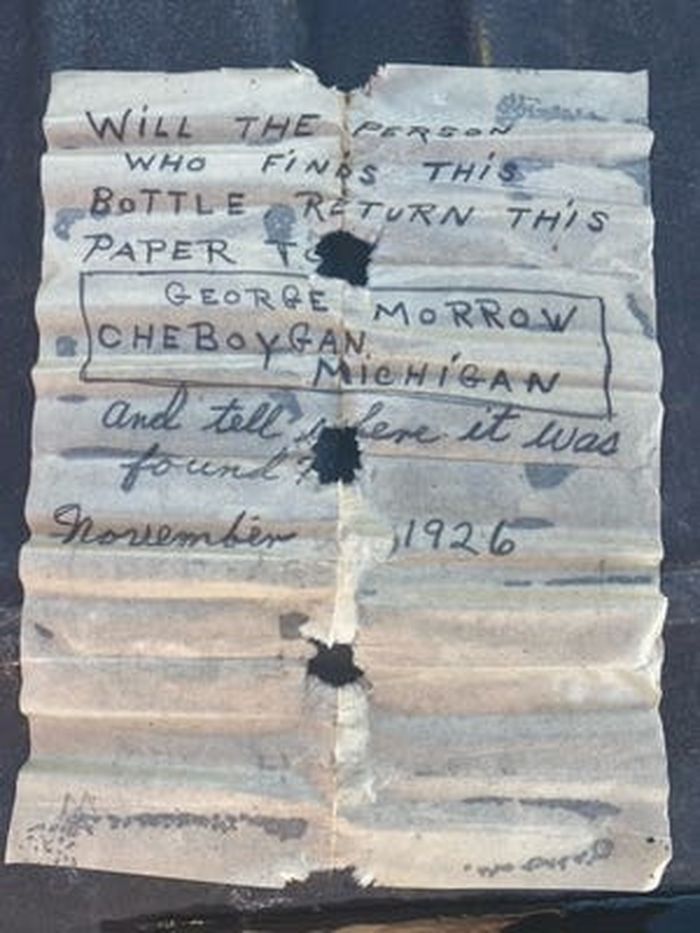 WiLL THE PERSON
WHO FiNDS THiS
BOTTLE RETURN THiS
PAPER TO
GEORGE MORROW
CHEBOYGAN
MiCHiGAN
and tell where it was
found?
November , 1926